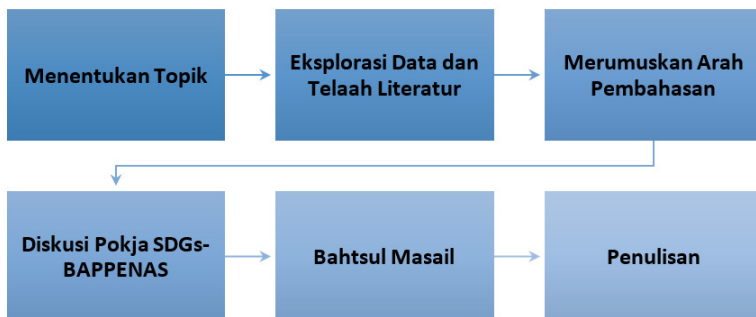 Menentukan Topik
Eksplorasi Data dan
Telaah Literatur
Merumuskan Arah
Pembahasan
Diskusi Pokja SDGs-
BAPPENAS
Bahtsul Masail
Penulisan